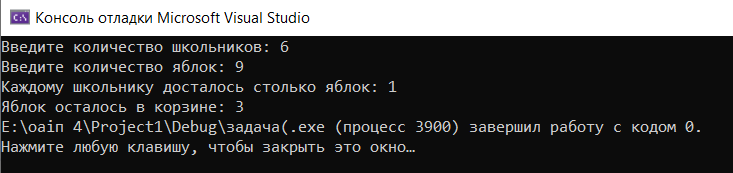 Консоль отладки Microsoft Visual Studio
Введите количество школьников: 6
Введите количество яблок: 9
Каждому школьнику досталось столько яблок: 1
Яблок осталось в корзине: 3
E:\оаіп 4\Project1\Debug\задача(.exe (процесс 3900) завершил работу с кодом 0.
Нажмите любую клавишу, чтобы закрыть это окно…